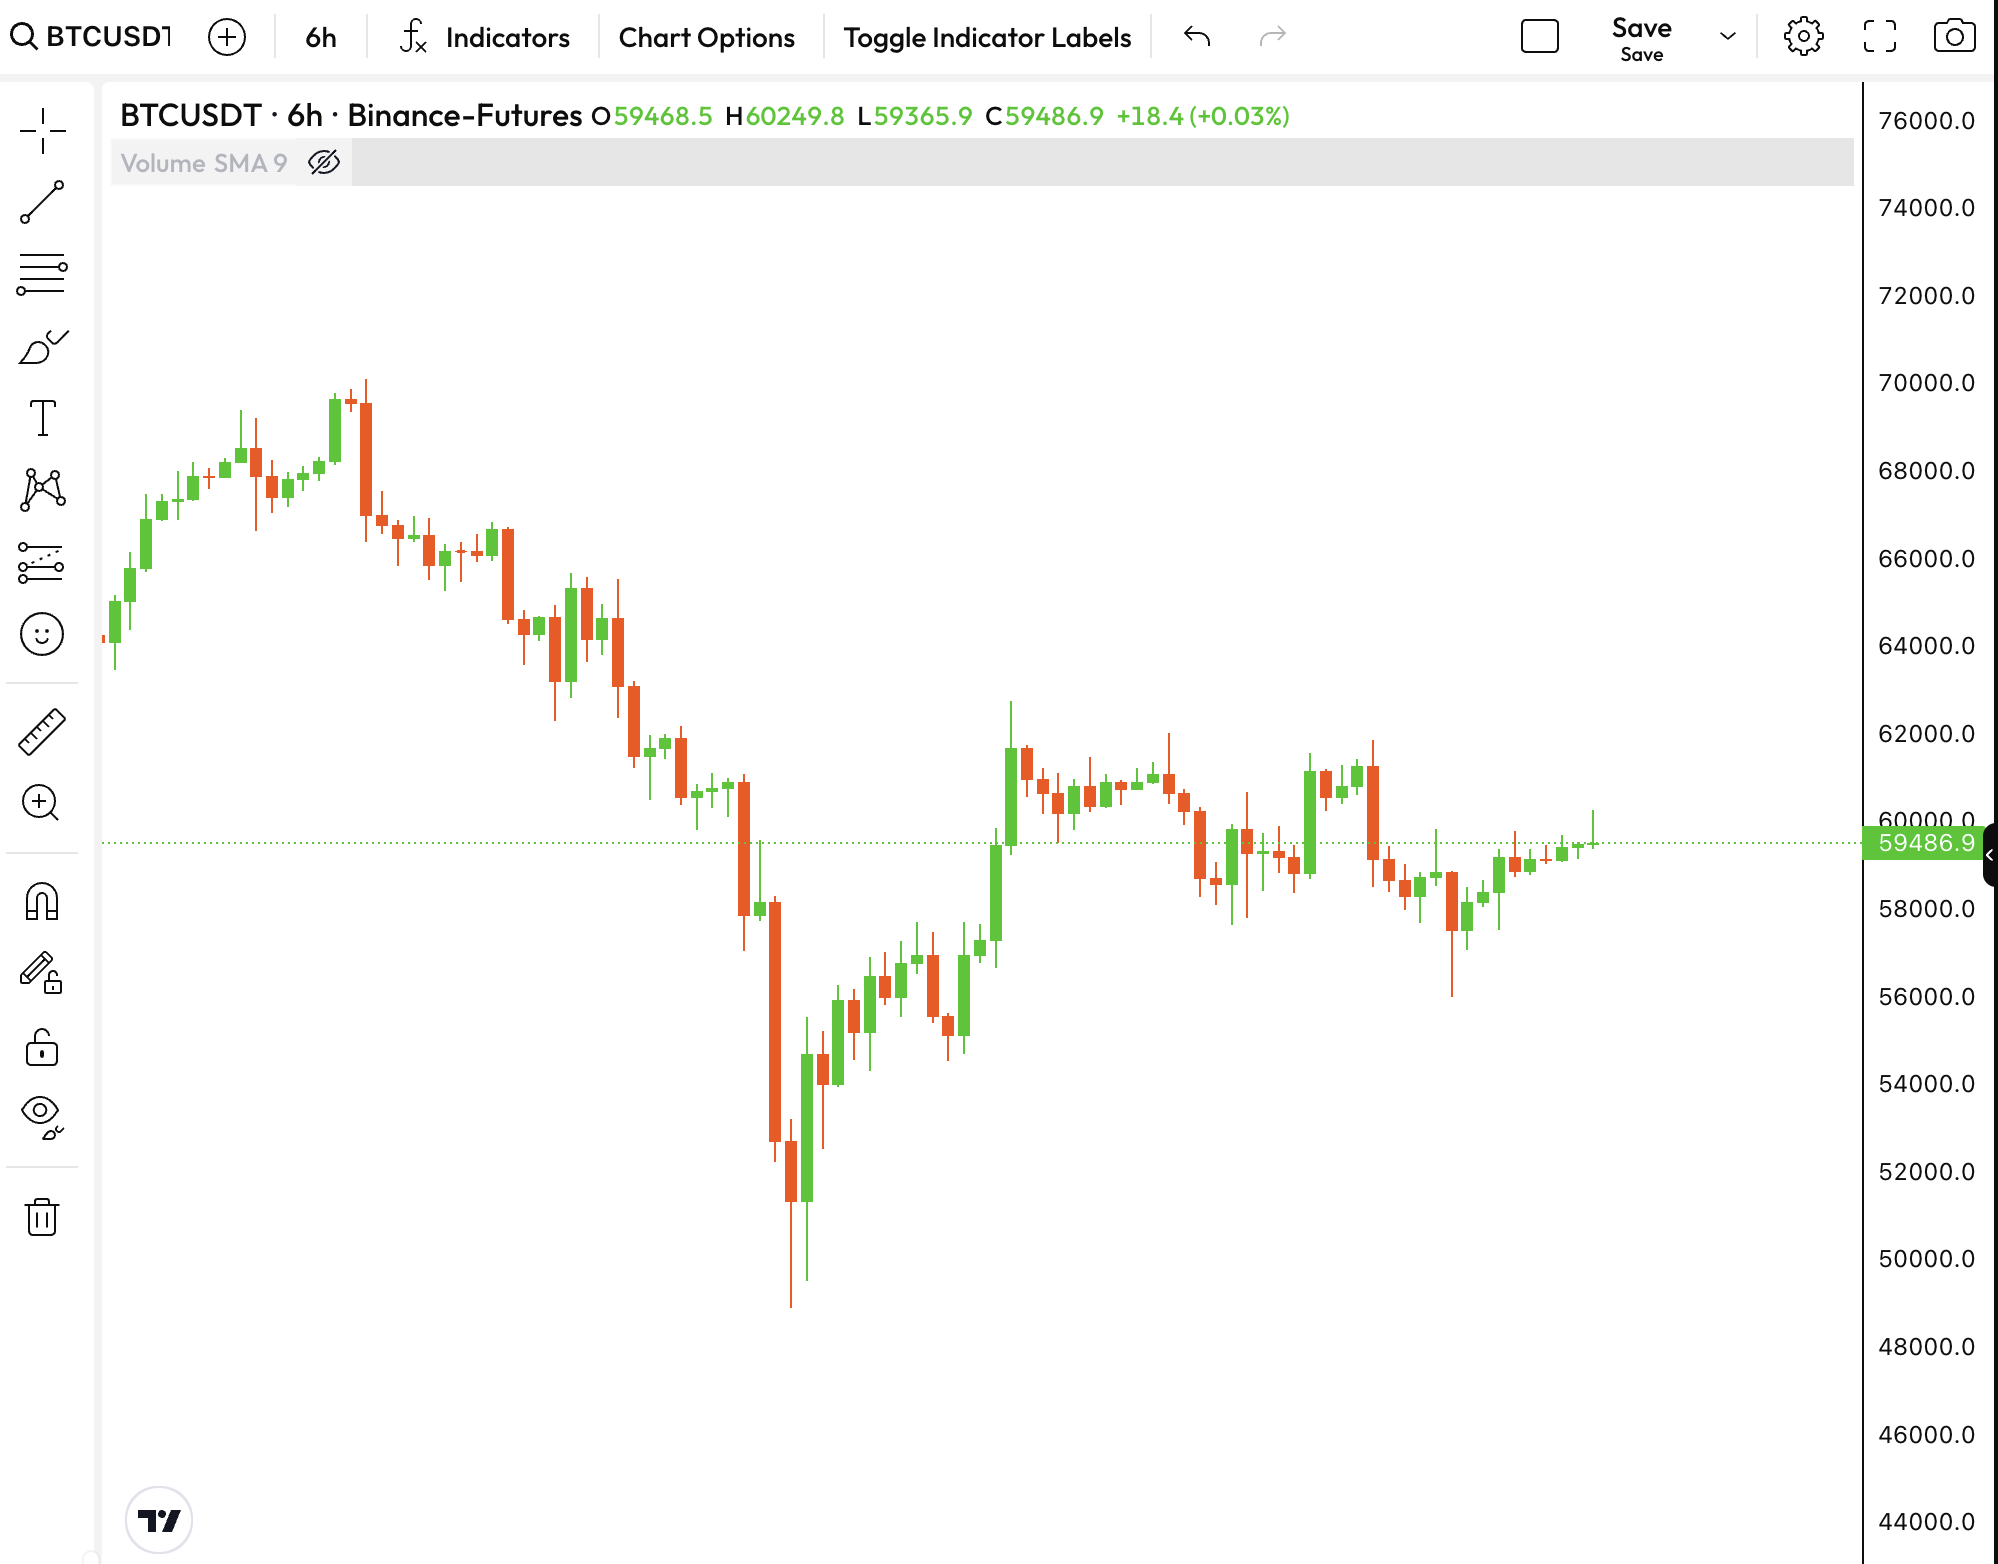 BTCUSDT
6h
Indicators
Chart Options
Toggle Indicator Labels
Save
Save
BTCUSDT · 6h · Binance-Futures O59468.5 H60249.8 L59365.9 C59486.9 +18.4 (+0.03%)
Volume SMA 9
76000.0
74000.0
72000.0
70000.0
68000.0
66000.0
64000.0
62000.0
60000.0
59486.9
58000.0
56000.0
54000.0
52000.0
50000.0
48000.0
46000.0
44000.0